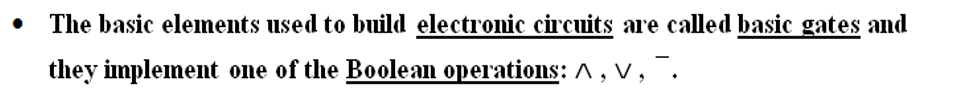 • The basic elements used to build electronic circuits are called basic gates and
they implement one of the Boolean operations: ∧ , ∨ , ¯ .